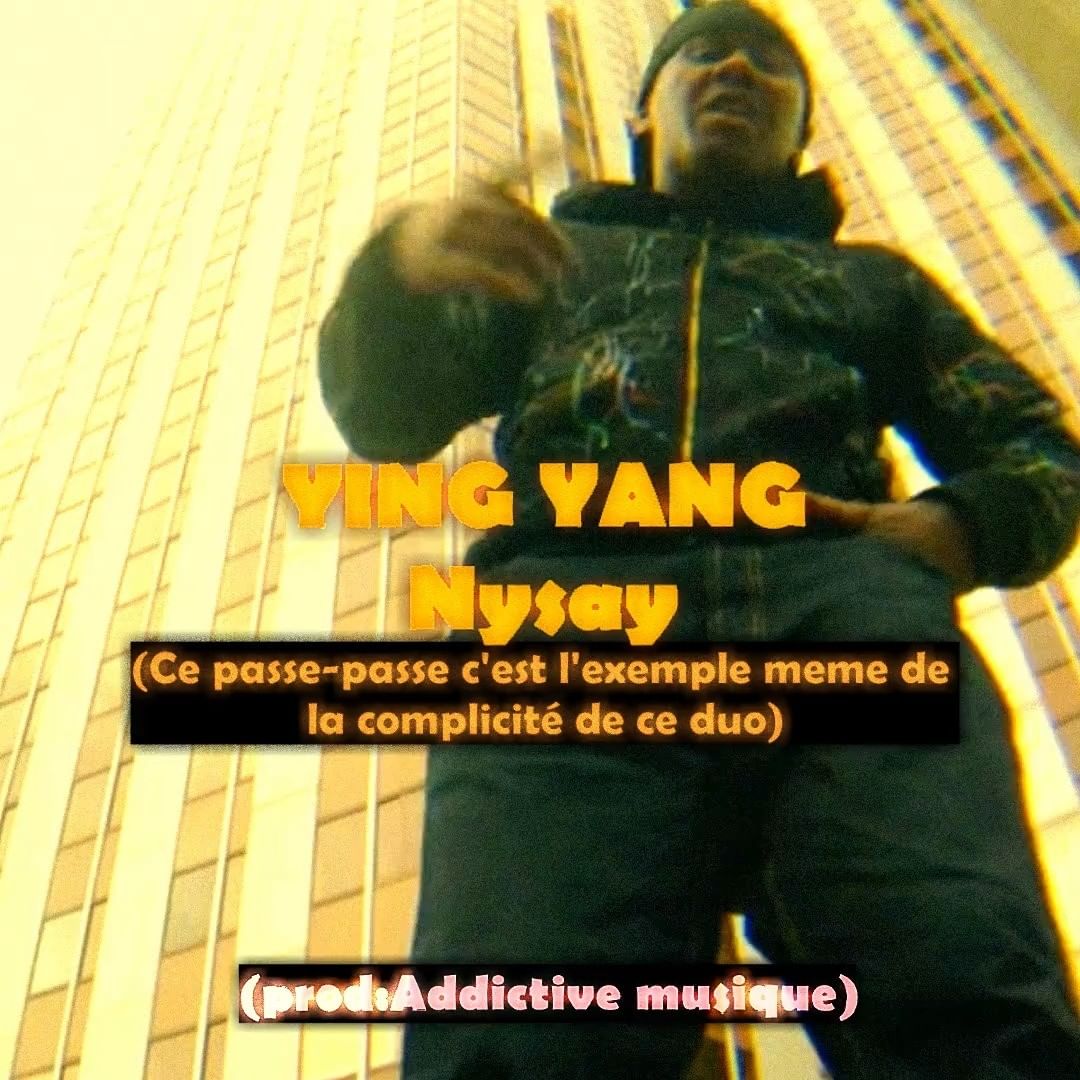 YING YANG
Nysay
(Ce passe-passe c'est l'exemple meme de
la complicité de ce duo)
(prod:Addictive musique)